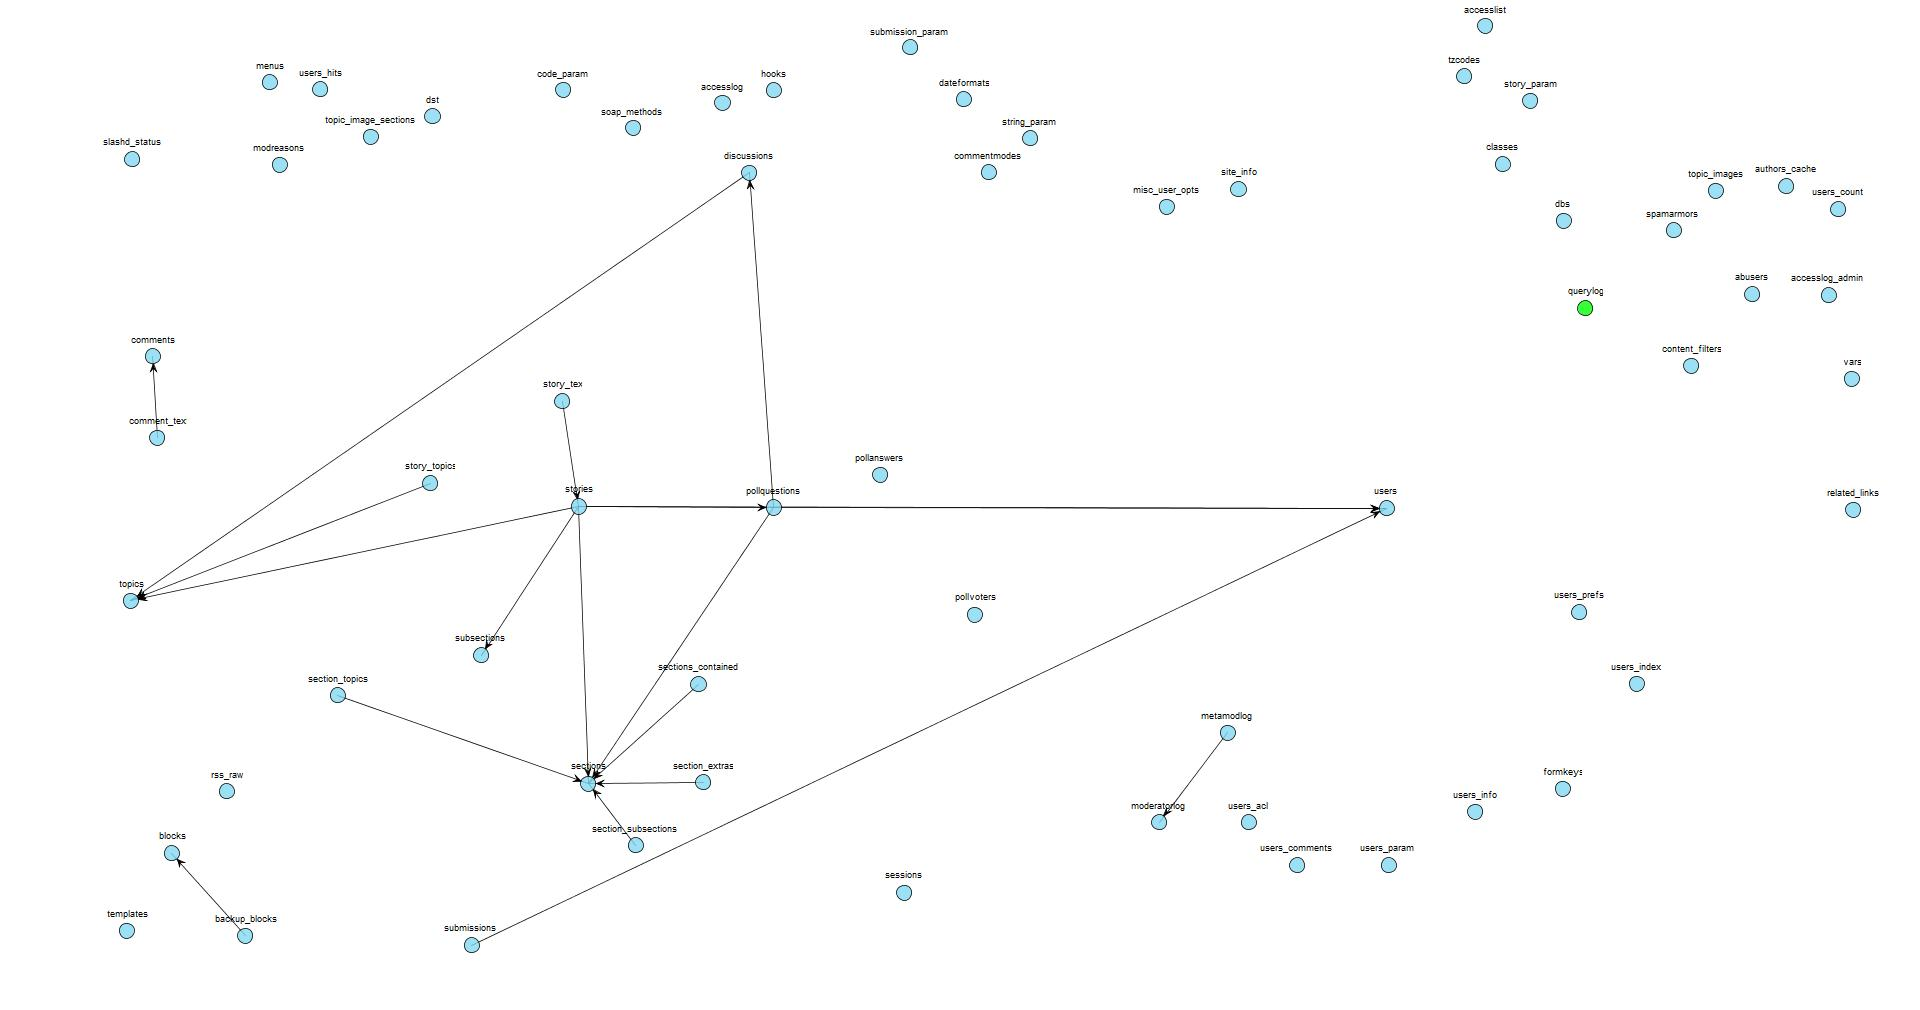 accesslist
submission_param
tzcodes
menus
users_hits
code_param
hooks
accesslog
dateformats
story_param
dst
topic_image_sections
soap_methods
string_param
slashd_status
modreasons
discussions
commentmodes
classes
site_info
misc_user_opts
topic_images
authors_cache
users_count
dbs
spamarmors
abusers
accesslog_admin
querylog
comments
content_filters
vars
story_tex
comment_tex
story_topics
pollanswers
stories
pollquestions
users
related_links
topics
pollvoters
users_prefs
subsections
sections_contained
users_index
section_topics
metamodlog
sections
section_extras
rss_raw
formkeys
users_info
moderatorlog
users_acl
blocks
section_subsections
users_comments
users_param
sessions
templates
backup_blocks
submissions